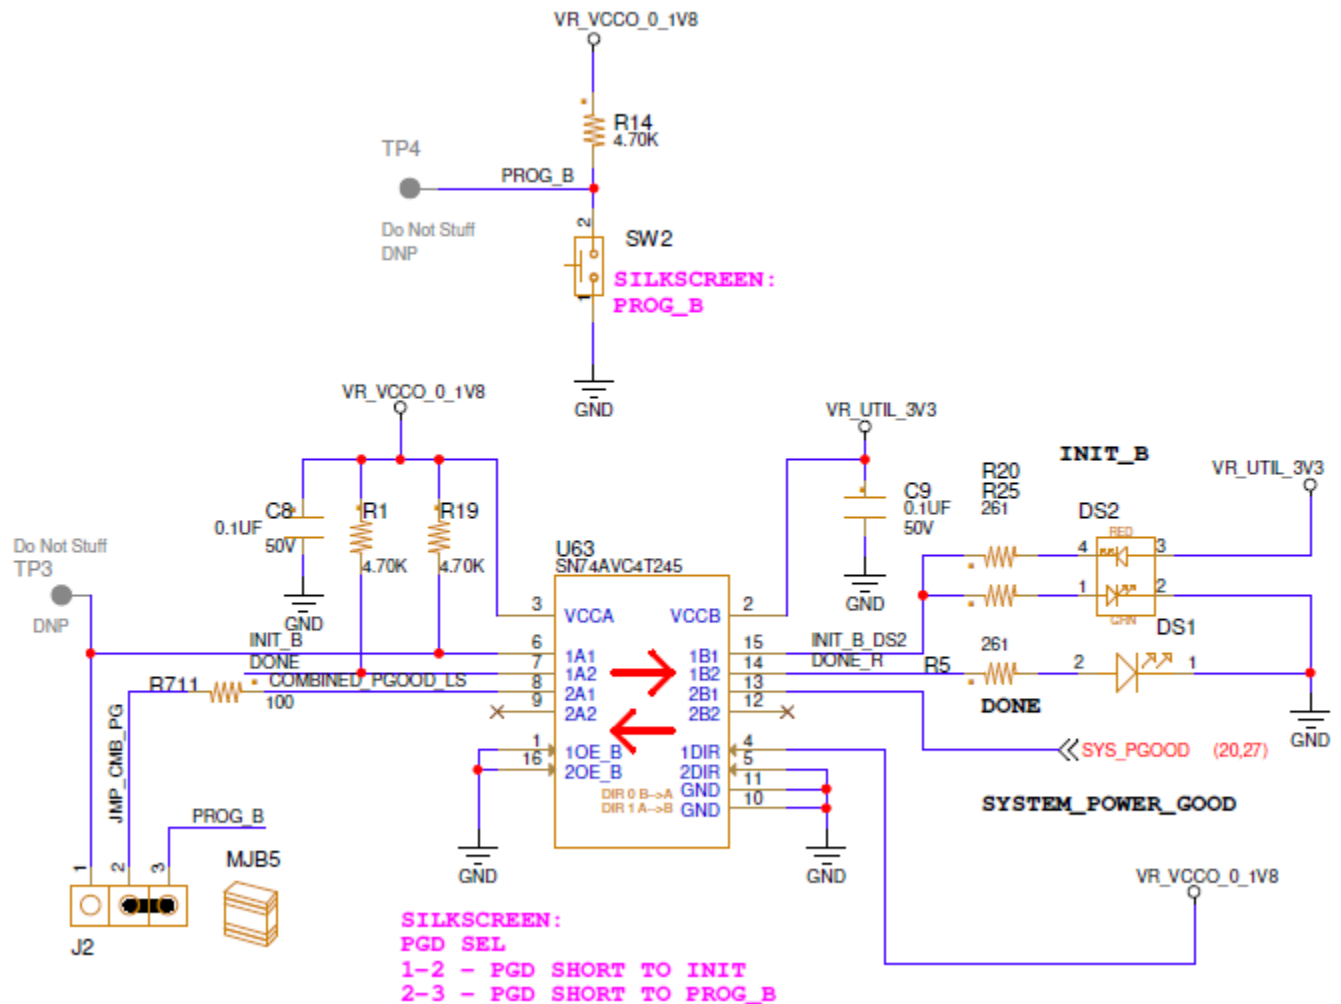 VR_VCCO_0_1V8
R14
4.70K
TP4
PROG_B
Do Not Stuff
DNP
2
SW2
1
SILKSCREEN:
PROG_B
GND
VR_VCCO_0_1V8
VR_UTIL_3V3
INIT_B
VR_UTIL_3V3
C8
0.1UF
50V
R1
4.70K
R19
4.70K
GND
C9
0.1UF
50V
GND
R20
R25
261
DS2
RED
4
3
1
2
GRN
DS1
Do Not Stuff
TP3
DNP
U63
SN74AVC4T245
3 VCCA VCCB 2
INIT_B 6 1A1 1B1 15 INIT_B_DS2
DONE 7 1A2 1B2 14 DONE_R
COMBINED_PGOOD_LS 8 2A1 2B1 13
9 2A2 2B2 12
1 1OE_B 1DIR 4
16 2OE_B 2DIR 5
DIR 0 B-->A GND 11
DIR 1 A-->B GND 10
R711
100
R5
261
2
1
DONE
GND
SYS_PGOOD (20,27)
SYSTEM_POWER_GOOD
JMP_CMB_PG
PROG_B
MJB5
1
2
3
J2
GND
GND
VR_VCCO_0_1V8
SILKSCREEN:
PGD SEL
1-2 - PGD SHORT TO INIT
2-3 - PGD SHORT TO PROG_B